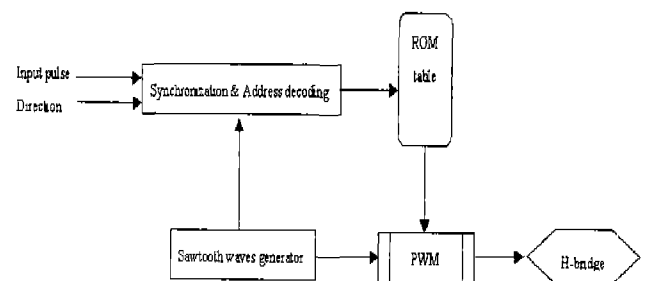 ROM
table
Input pulse
Direction
Synchronization & Address decoding
Sawtooth waves generator
PWM
H-bridge